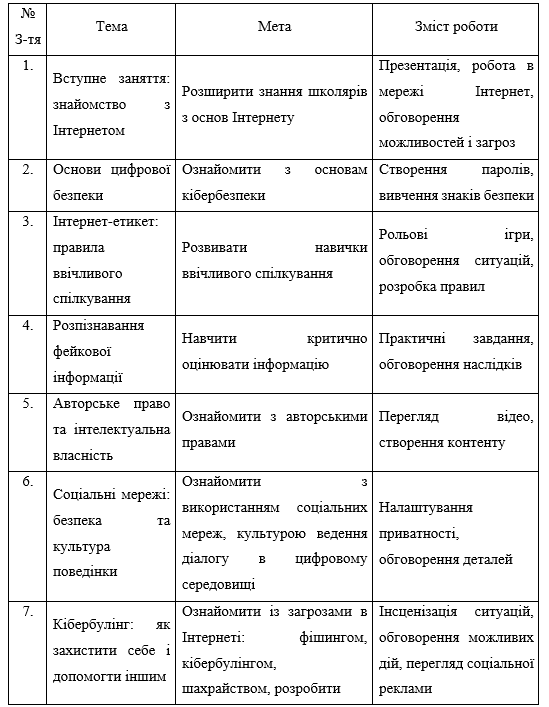 №
З-тя
Тема
Мета
Зміст роботи
1.
Вступне заняття:
знайомство з
Інтернетом
Розширити знання школярів
з основ Інтернету
Презентація, робота в
мережі Інтернет,
обговорення
можливостей і загроз
2.
Основи цифрової
безпеки
Ознайомити з основам
кібербезпеки
Створення паролів,
вивчення знаків безпеки
3.
Інтернет-етикет:
правила
ввічливого
спілкування
Розвивати навички
ввічливого спілкування
Рольові ігри,
обговорення ситуацій,
розробка правил
4.
Розпізнавання
фейкової
інформації
Навчити критично
оцінювати інформацію
Практичні завдання,
обговорення наслідків
5.
Авторське право
та інтелектуальна
власність
Ознайомити з авторськими
правами
Перегляд відео,
створення контенту
6.
Соціальні мережі:
безпека та
культура
поведінки
Ознайомити з
використанням соціальних
мереж, культурою ведення
діалогу в цифровому
середовищі
Налаштування
приватності,
обговорення деталей
7.
Кібербулінг: як
захистити себе і
допомогти іншим
Ознайомити із загрозами в
Інтернеті: фішингом,
кібербулінгом,
шахрайством, розробити
Інсценізація ситуацій,
обговорення можливих
дій, перегляд соціальної
реклами